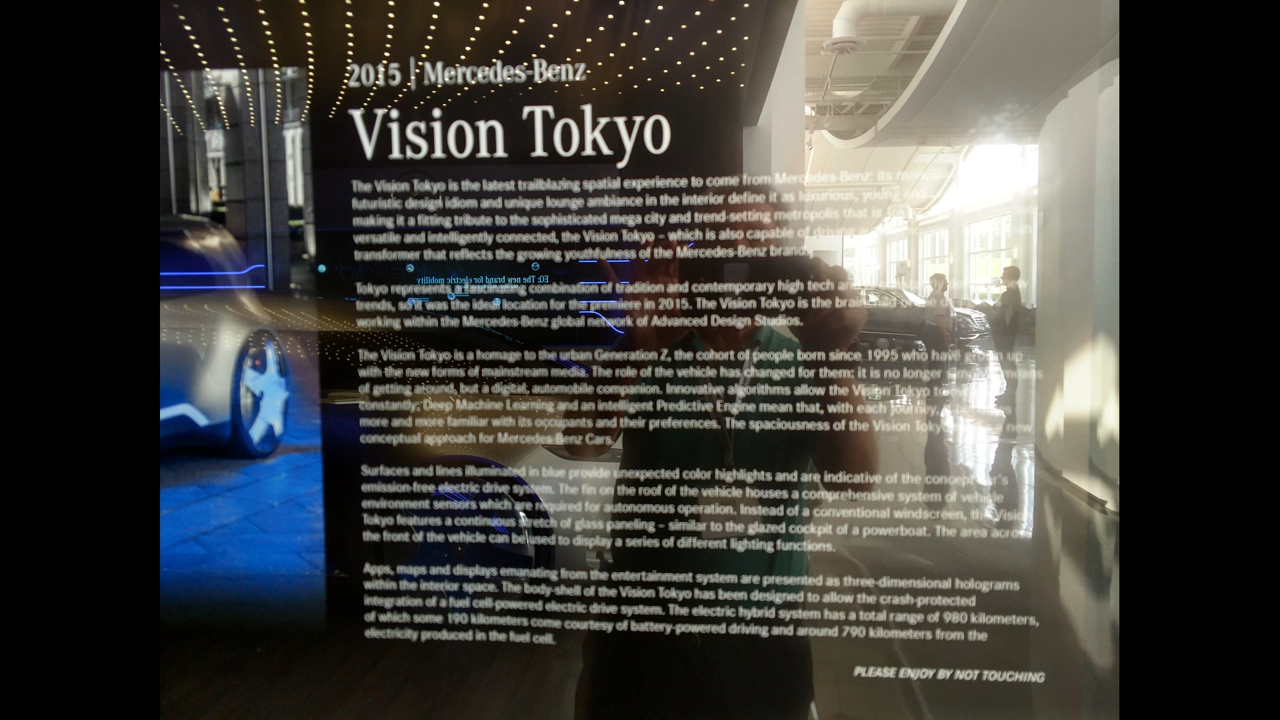 2015 | Mercedes-Benz
Vision Tokyo
The Vision Tokyo is the latest trailblazing spatial experience to come from Mercedes-Benz: its
futuristic design idiom and unique lounge ambiance in the interior define it as luxurious, young
making it a fitting tribute to the sophisticated mega city and trend-setting metropolis that is
versatile and intelligently connected, the Vision Tokyo – which is also capable of driving
transformer that reflects the growing youthfulness of the Mercedes-Benz brand.
EQ: The new brand for electric mobility
Tokyo represents a fascinating combination of tradition and contemporary high tech
trends, so it was the ideal location for the premiere in 2015. The Vision Tokyo is the
working within the Mercedes-Benz global network of Advanced Design Studios.
The Vision Tokyo is a homage to the urban Generation Z, the cohort of people born since 1995 who have grown up
with the new forms of mainstream media. The role of the vehicle has changed for them: it is no longer simply a means
of getting around, but a digital, automobile companion. Innovative algorithms allow the Vision Tokyo to
constantly; Deep Machine Learning and an intelligent Predictive Engine mean that, with each journey,
more and more familiar with its occupants and their preferences. The spaciousness of the Vision Tokyo new
conceptual approach for Mercedes-Benz Cars.
Surfaces and lines illuminated in blue provide unexpected color highlights and are indicative of the concept car's
emission-free electric drive system. The fin on the roof of the vehicle houses a comprehensive system of vehicle
environment sensors which are required for autonomous operation. Instead of a conventional windscreen, the Vision
Tokyo features a continuous stretch of glass paneling – similar to the glazed cockpit of a powerboat. The area across
the front of the vehicle can be used to display a series of different lighting functions.
Apps, maps and displays emanating from the entertainment system are presented as three-dimensional holograms
within the interior space. The body-shell of the Vision Tokyo has been designed to allow the crash-protected
integration of a fuel cell-powered electric drive system. The electric hybrid system has a total range of 980 kilometers,
of which some 190 kilometers come courtesy of battery-powered driving and around 790 kilometers from the
electricity produced in the fuel cell.
PLEASE ENJOY BY NOT TOUCHING